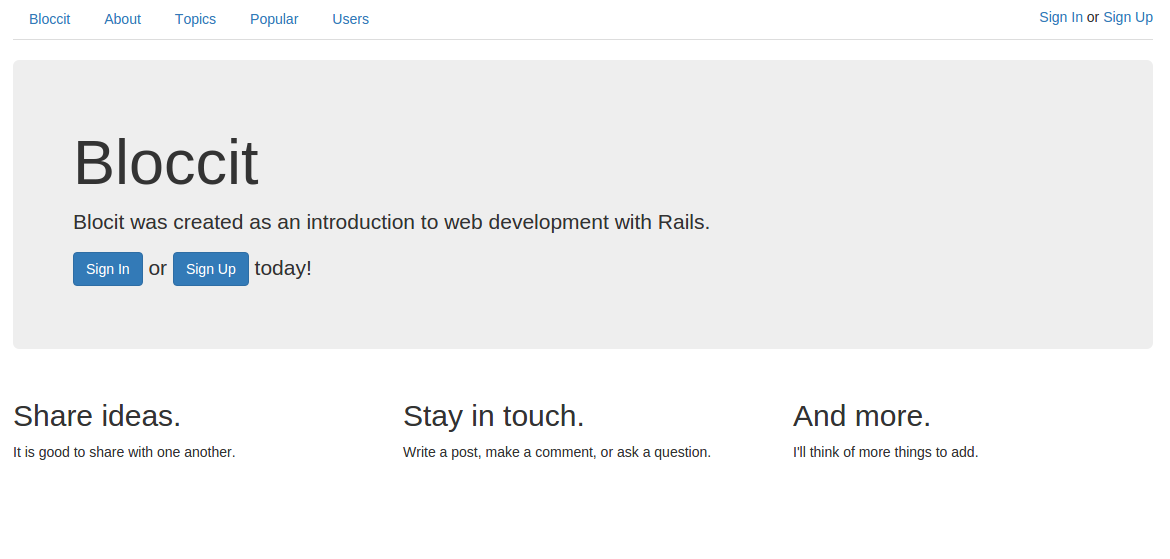 Bloccit About Topics Popular Users Sign In or Sign Up
Bloccit
Blocit was created as an introduction to web development with Rails.
Sign In or Sign Up today!
Share ideas.
It is good to share with one another.
Stay in touch.
Write a post, make a comment, or ask a question.
And more.
I'll think of more things to add.